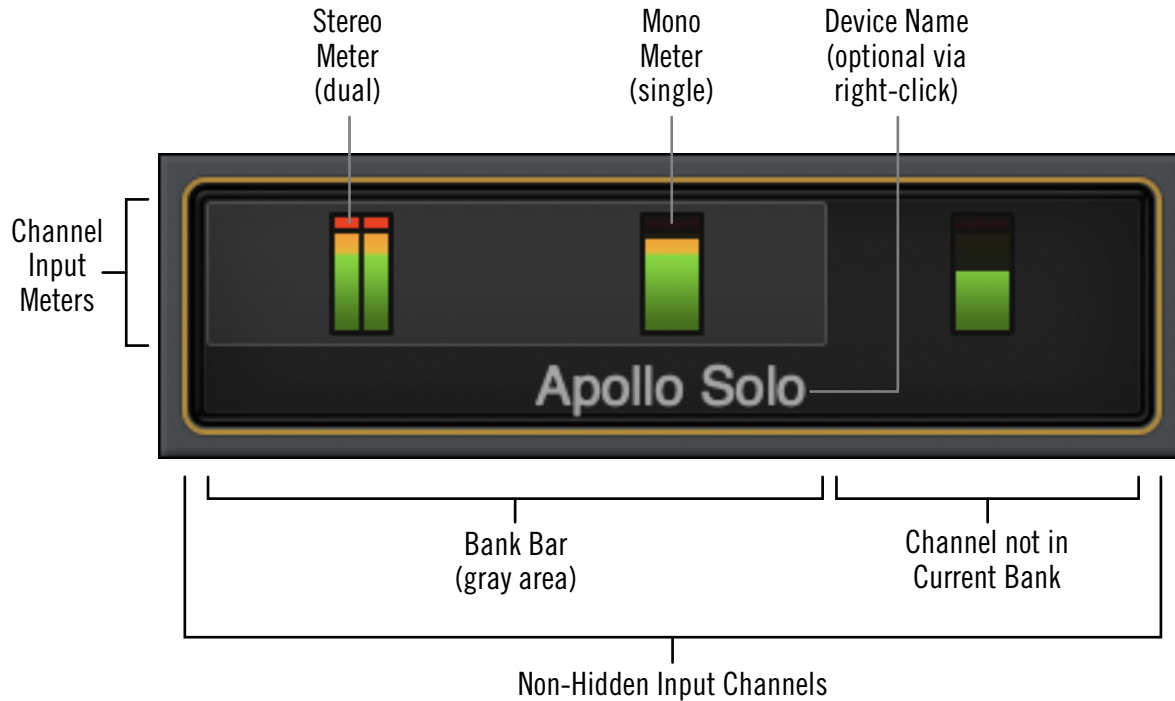 Stereo
Meter
(dual)
Mono
Meter
(single)
Device Name
(optional via
right-click)
Channel
Input
Meters
Apollo Solo
Bank Bar
(gray area)
Channel not in
Current Bank
Non-Hidden Input Channels